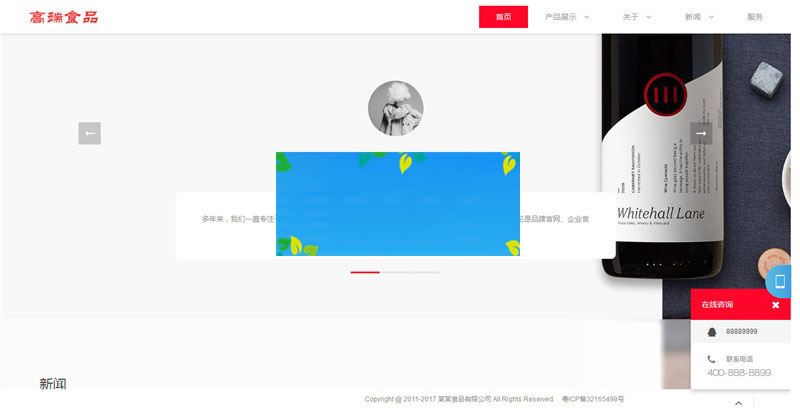 高瑞食品
首页
产品展示
关于
新闻
服务
多年来，我们一直专注
论是品牌官网、企业官
CABERNET SAUVIGNON
Whitehall Lane
在线咨询
88889999
联系电话
400-888-8899
新闻
Copyright @ 2011-2017 某某食品有限公司 All Rights Reserved. 粤ICP备32165498号